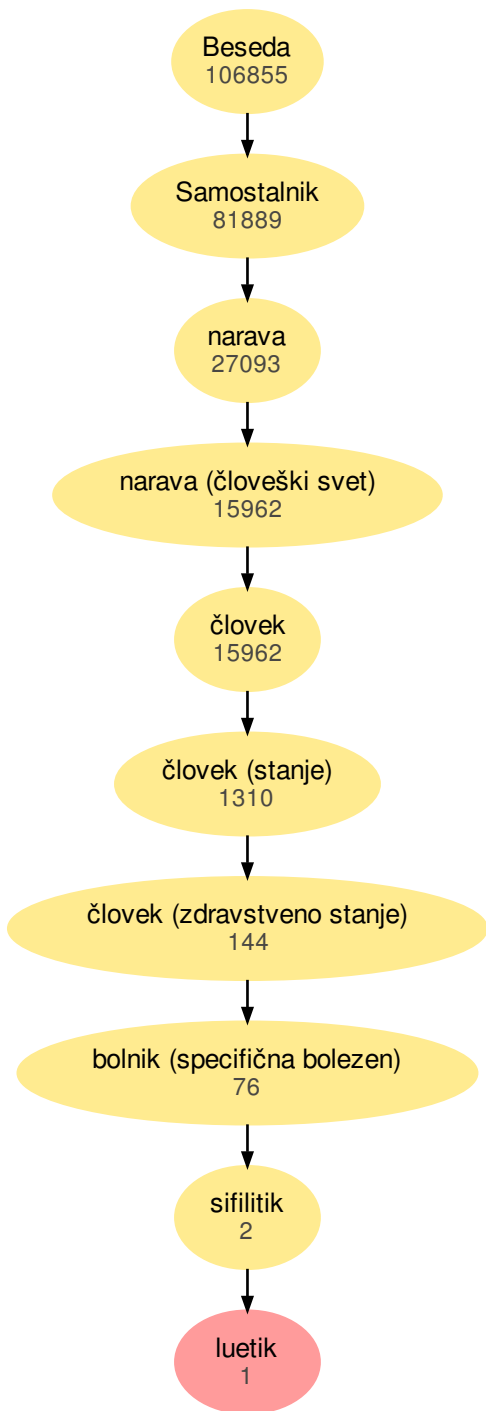 Beseda
106855
Samostalnik
81889
narava
27093
narava (človeški svet)
15962
človek
15962
človek (stanje)
1310
človek (zdravstveno stanje)
144
bolnik (specifična bolezen)
76
sifilitik
2
luetik
1